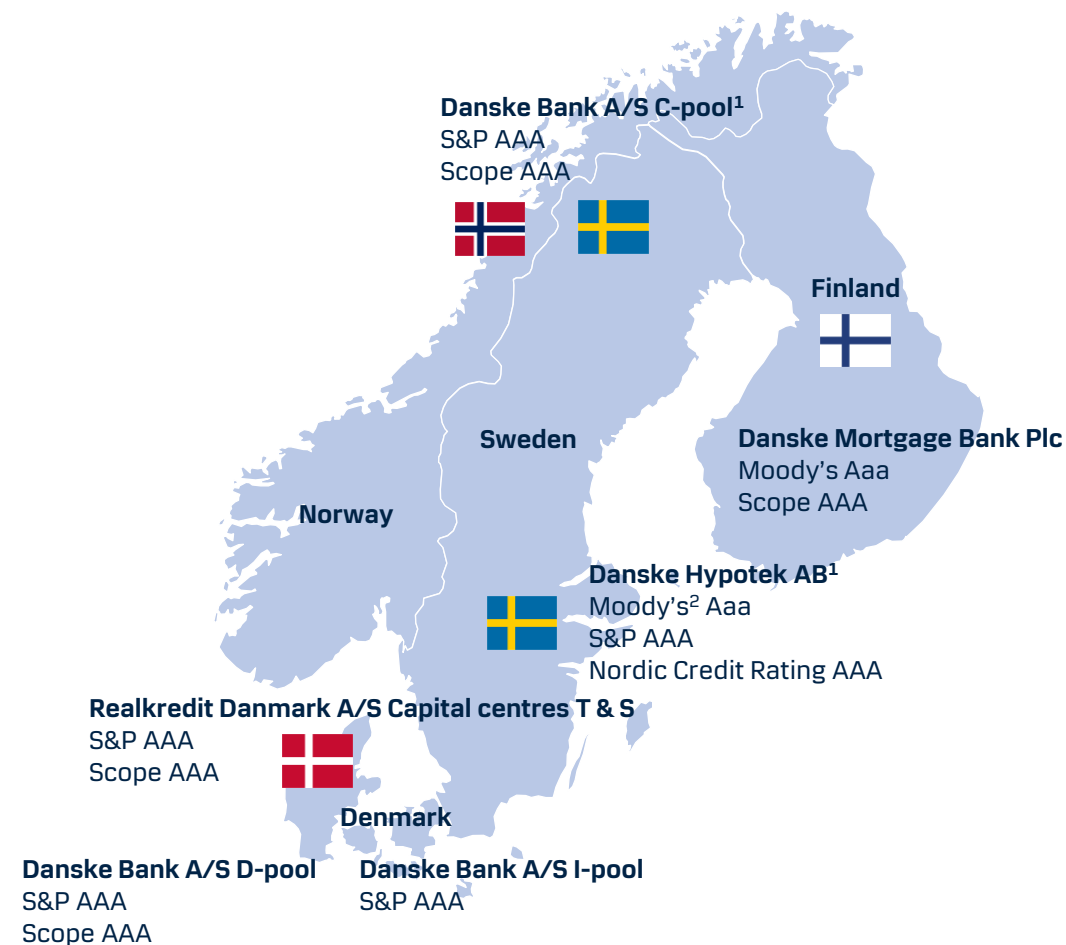 Danske Bank A/S C-pool¹
S&P AAA
Scope AAA
Finland
Sweden
Danske Mortgage Bank Plc
Moody's Aaa
Scope AAA
Norway
Danske Hypotek AB¹
Moody's² Aaa
S&P AAA
Nordic Credit Rating AAA
Realkredit Danmark A/S Capital centres T & S
S&P AAA
Scope AAA
Denmark
Danske Bank A/S D-pool
S&P AAA
Scope AAA
Danske Bank A/S I-pool
S&P AAA